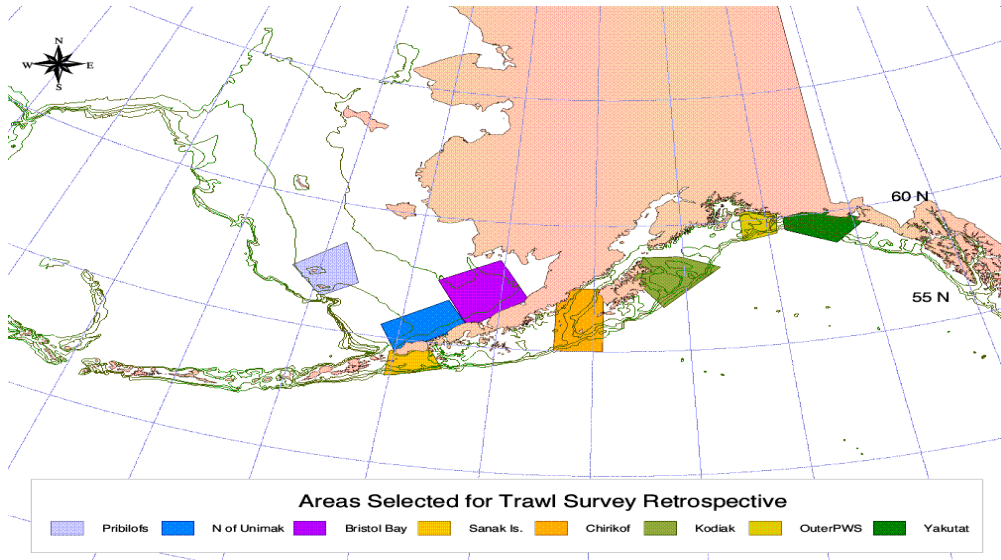 N
W E
S
60 N
55 N
Areas Selected for Trawl Survey Retrospective
Pribilofs N of Unimak Bristol Bay Sanak Is. Chirikof Kodiak OuterPWS Yakutat